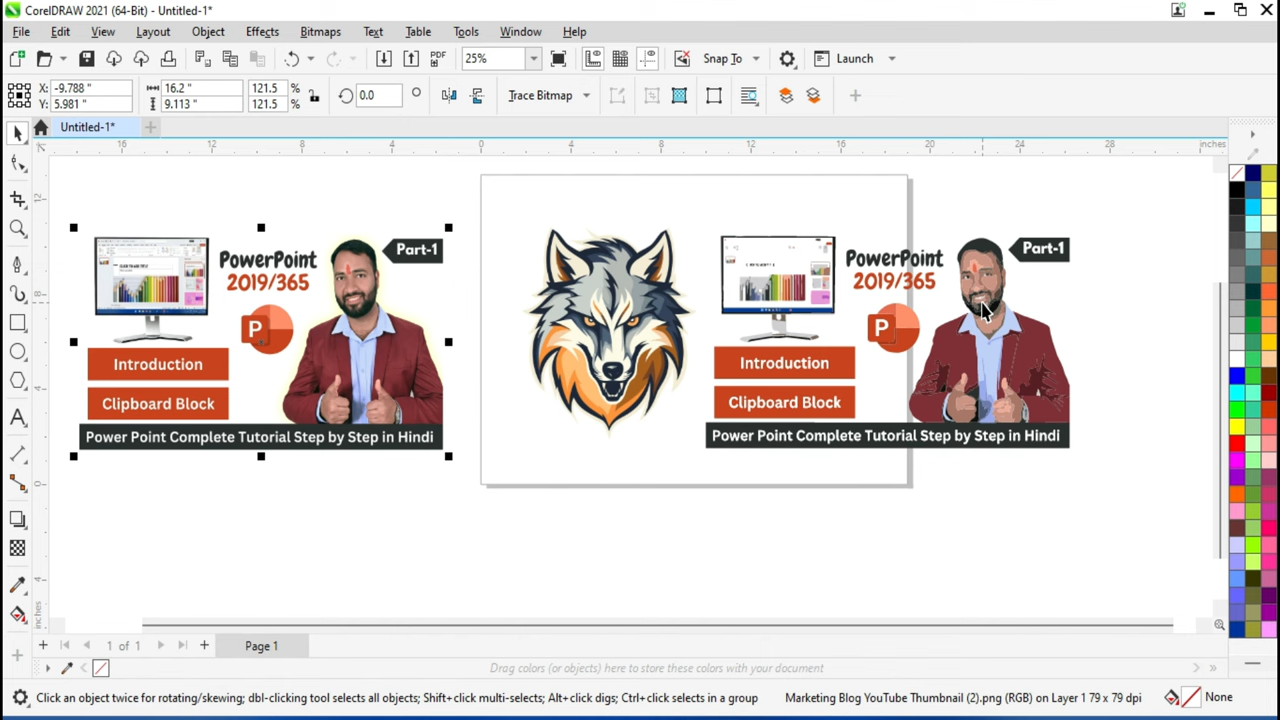 CorelDRAW 2021 (64-Bit) - Untitled-1*
File Edit View Layout Object Effects Bitmaps Text Table Tools Window Help
PDF 25% Snap To Launch
X: -9.788 " 16.2 " 121.5 % 0.0 ° Trace Bitmap
Y: 5.981 " 9.113 " 121.5 %
Untitled-1*
16 12 8 4 0 4 8 12 16 20 24 28 inches
12
8
4
0
4
inches
PowerPoint
2019/365
Part-1
P
Introduction
Clipboard Block
Power Point Complete Tutorial Step by Step in Hindi
PowerPoint
2019/365
Part-1
P
Introduction
Clipboard Block
Power Point Complete Tutorial Step by Step in Hindi
1 of 1 Page 1
Drag colors (or objects) here to store these colors with your document
Click an object twice for rotating/skewing; dbl-clicking tool selects all objects; Shift+click multi-selects; Alt+click digs; Ctrl+click selects in a group Marketing Blog YouTube Thumbnail (2).png (RGB) on Layer 1 79 x 79 dpi None